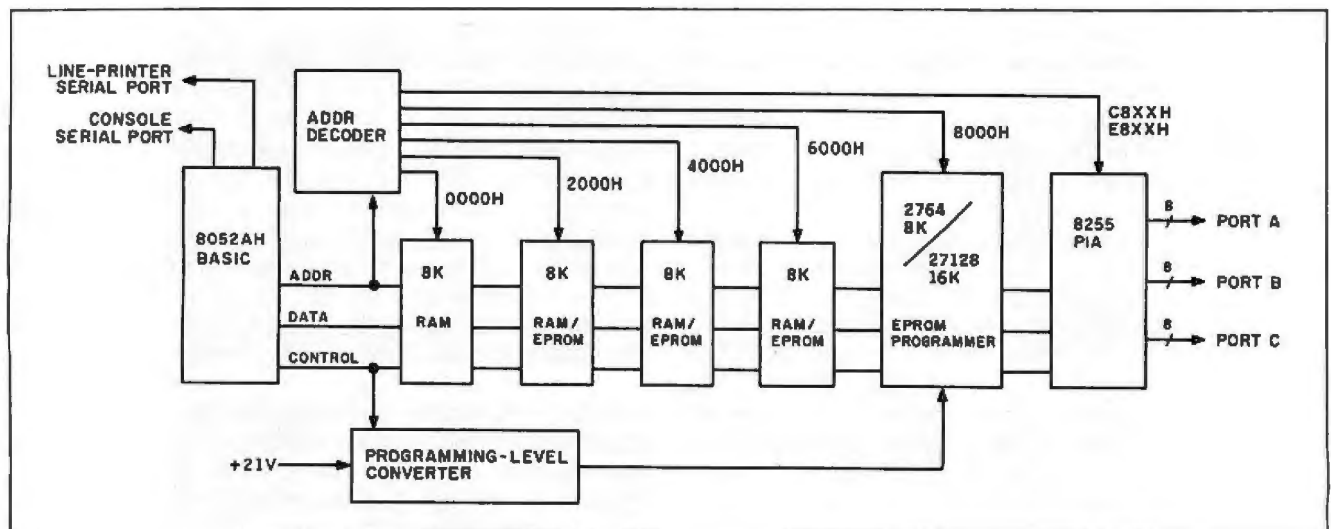 LINE-PRINTER
SERIAL PORT
CONSOLE
SERIAL PORT
ADDR
DECODER
C8XXH
E8XXH
8000H
6000H
4000H
2000H
0000H
8052AH
BASIC
ADDR
DATA
CONTROL
8K
RAM
8K
RAM/
EPROM
8K
RAM/
EPROM
8K
RAM/
EPROM
2764
8K
27128
16K
EPROM
PROGRAMMER
8255
PIA
8
PORT A
8
PORT B
8
PORT C
+21V
PROGRAMMING-LEVEL
CONVERTER